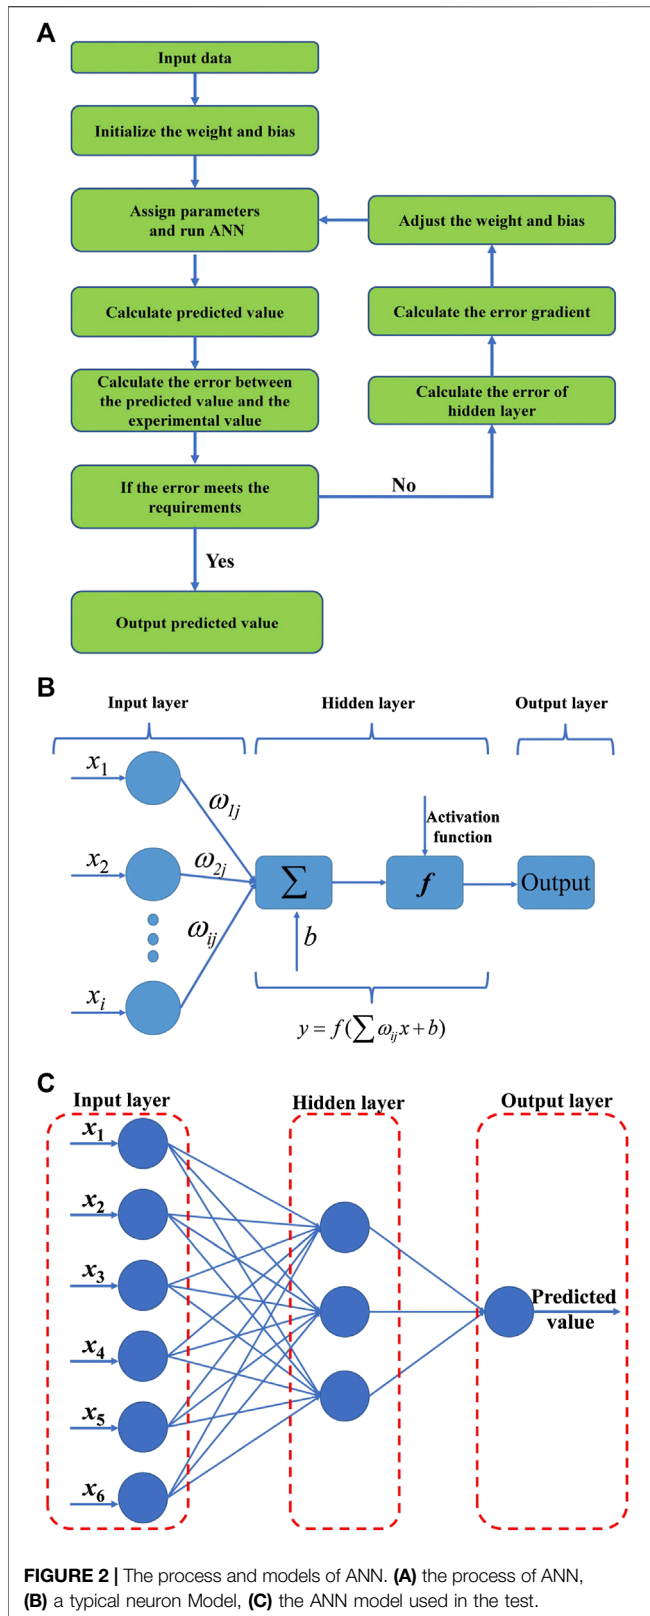 A
Input data
Initialize the weight and bias
Assign parameters
and run ANN
Adjust the weight and bias
Calculate predicted value
Calculate the error gradient
Calculate the error between
the predicted value and the
experimental value
Calculate the error of
hidden layer
If the error meets the
requirements
No
Yes
Output predicted value
B
Input layer
Hidden layer
Output layer
x1
ω1j
Activation
function
x2
ω2j
∑
f
Output
ωij
b
xi
y = f(∑ωijx+b)
C
Input layer
Hidden layer
Output layer
x1
x2
x3
Predicted
value
x4
x5
x6
FIGURE 2 | The process and models of ANN. (A) the process of ANN,
(B) a typical neuron Model, (C) the ANN model used in the test.